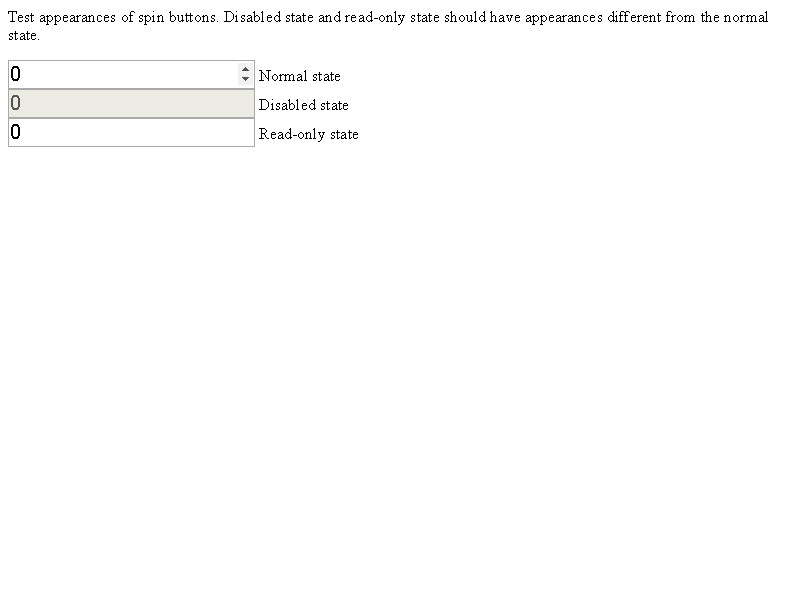 Test appearances of spin buttons. Disabled state and read-only state should have appearances different from the normal
state.
0 Normal state
0 Disabled state
0 Read-only state